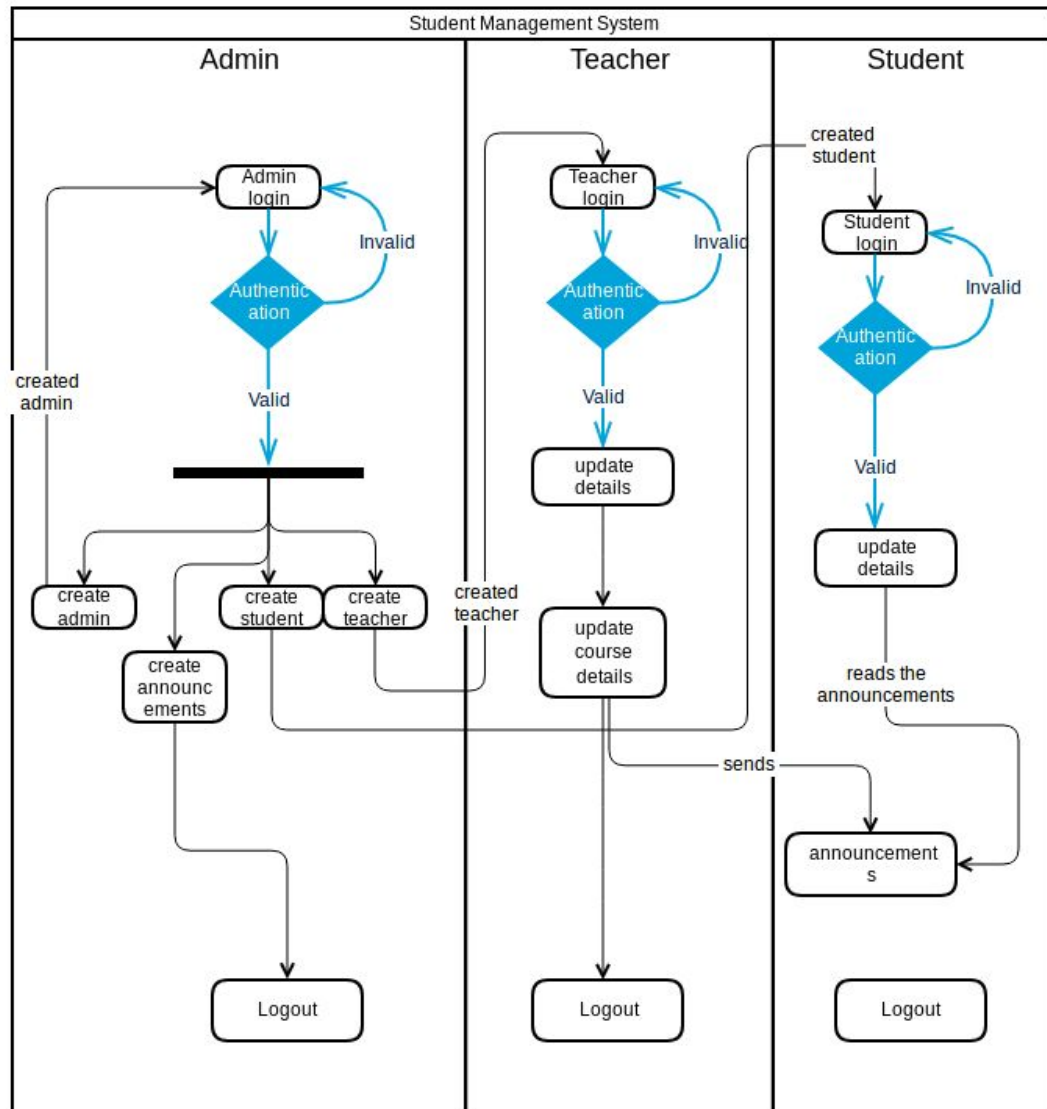 Student Management System
Admin
Teacher
Student
Admin
login
Invalid
Authentic
ation
Valid
created
admin
create
admin
create
student
create
teacher
create
announc
ements
Logout
created
teacher
Teacher
login
Invalid
Authentic
ation
Valid
update
details
update
course
details
sends
Logout
created
student
Student
login
Invalid
Authentic
ation
Valid
update
details
reads the
announcements
announcement
s
Logout